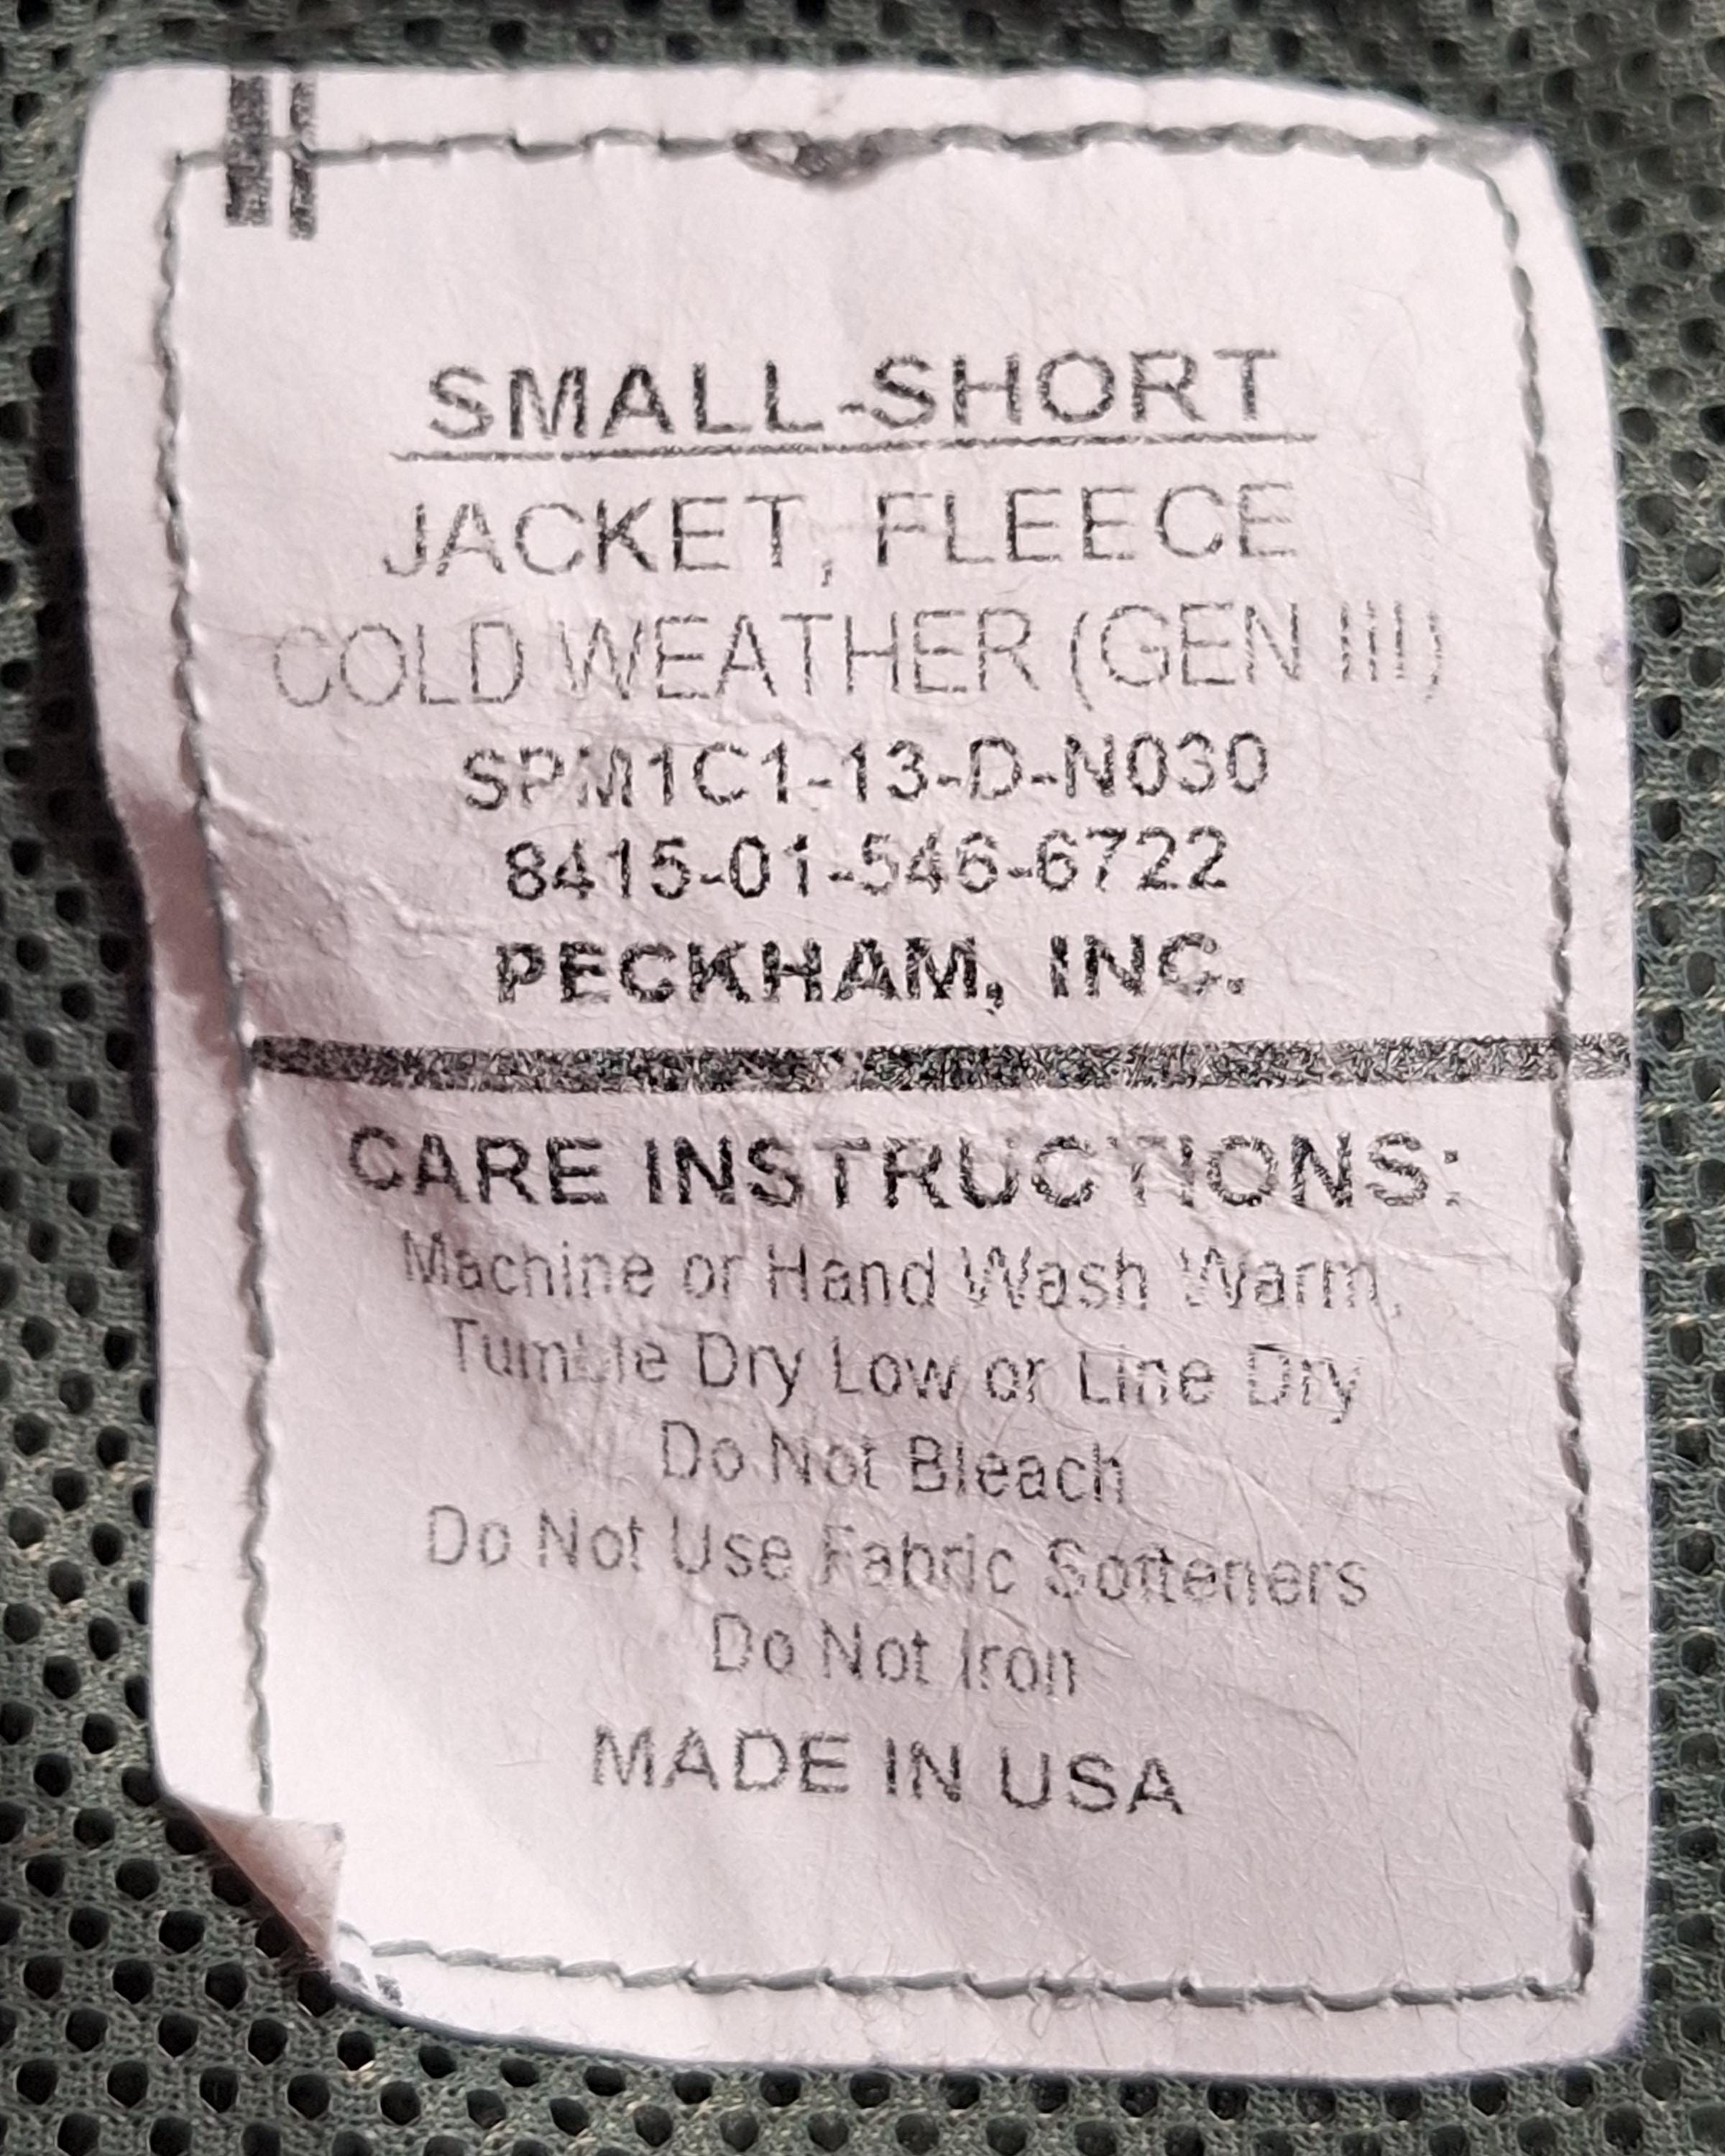 SMALL-SHORT
JACKET, FLEECE
COLD WEATHER (GEN III)
SPM1C1-13-D-N030
8415-01-546-6722
PECKHAM, INC.
CARE INSTRUCTIONS:
Machine or Hand Wash Warm,
Tumble Dry Low or Line Dry
Do Not Bleach
Do Not Use Fabric Softeners
Do Not Iron
MADE IN USA